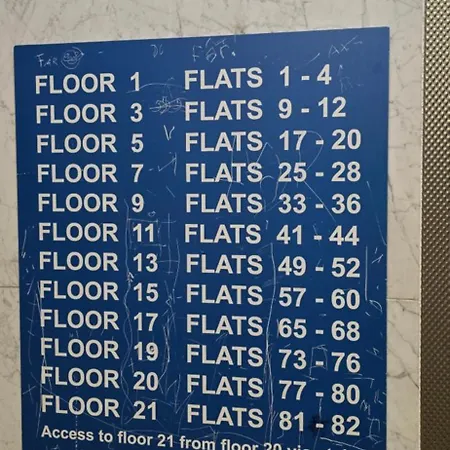 FLOOR 1 FLATS 1 - 4
FLOOR 3 FLATS 9 - 12
FLOOR 5 FLATS 17 - 20
FLOOR 7 FLATS 25 - 28
FLOOR 9 FLATS 33 - 36
FLOOR 11 FLATS 41 - 44
FLOOR 13 FLATS 49 - 52
FLOOR 15 FLATS 57 - 60
FLOOR 17 FLATS 65 - 68
FLOOR 19 FLATS 73 - 76
FLOOR 20 FLATS 77 - 80
FLOOR 21 FLATS 81 - 82
Access to floor 21 from floor 20